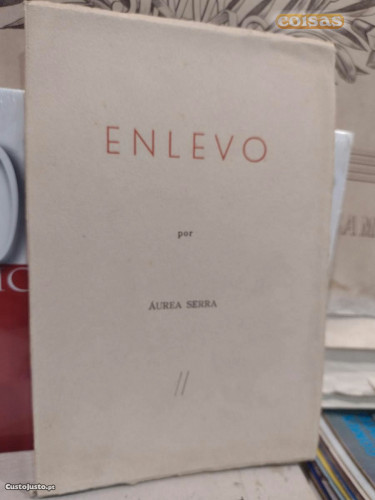 coisas
ENLEVO
por
ÁUREA SERRA
//
CustoJusto.pt